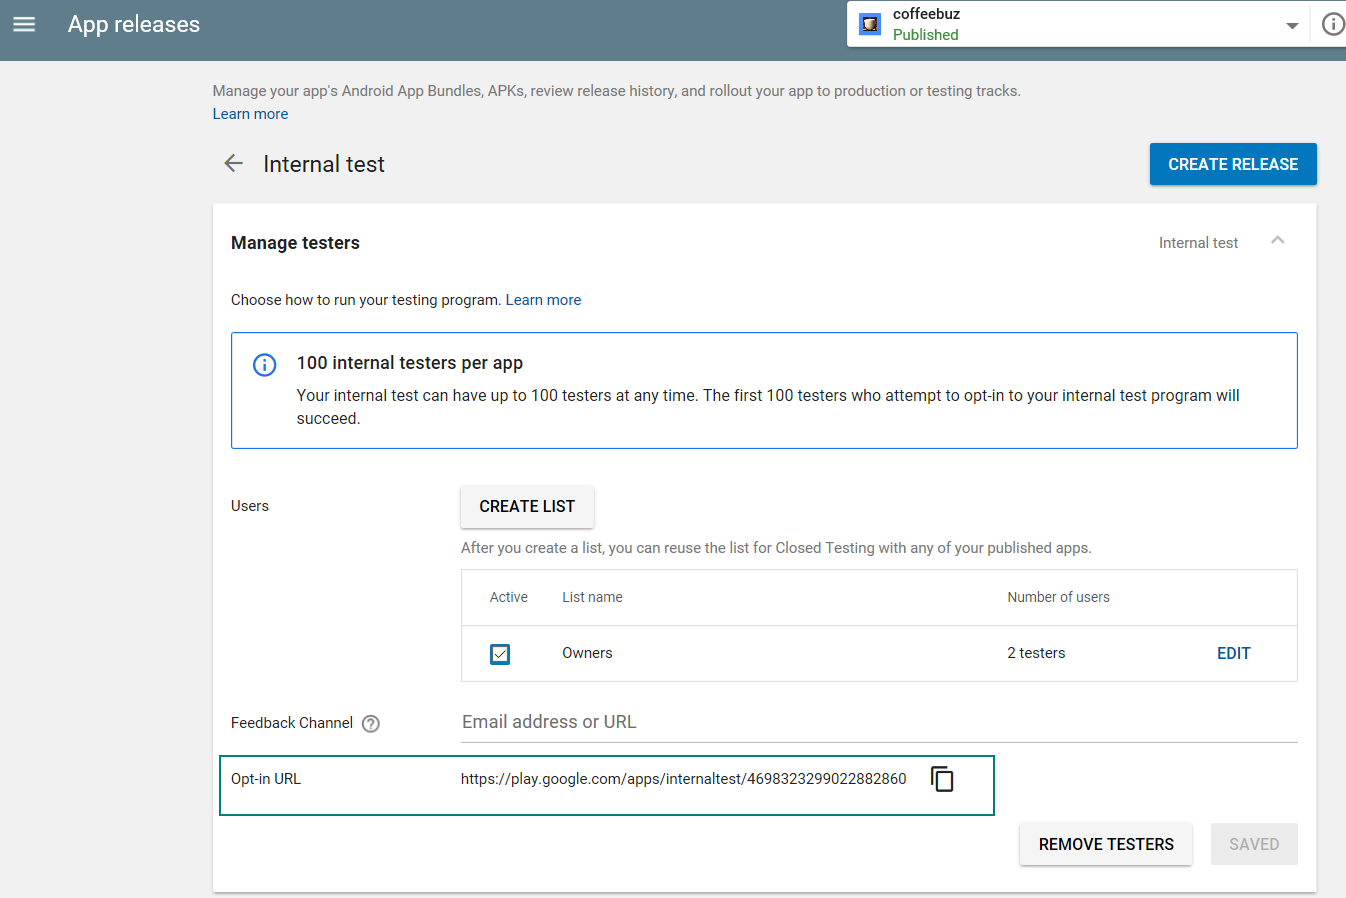 App releases
coffeebuz
Published
Manage your app's Android App Bundles, APKs, review release history, and rollout your app to production or testing tracks.
Learn more
Internal test
CREATE RELEASE
Manage testers
Internal test
Choose how to run your testing program. Learn more
100 internal testers per app
Your internal test can have up to 100 testers at any time. The first 100 testers who attempt to opt-in to your internal test program will
succeed.
Users
CREATE LIST
After you create a list, you can reuse the list for Closed Testing with any of your published apps.
Active List name Number of users
Owners 2 testers EDIT
Feedback Channel Email address or URL
Opt-in URL https://play.google.com/apps/internaltest/4698323299022882860
REMOVE TESTERS SAVED